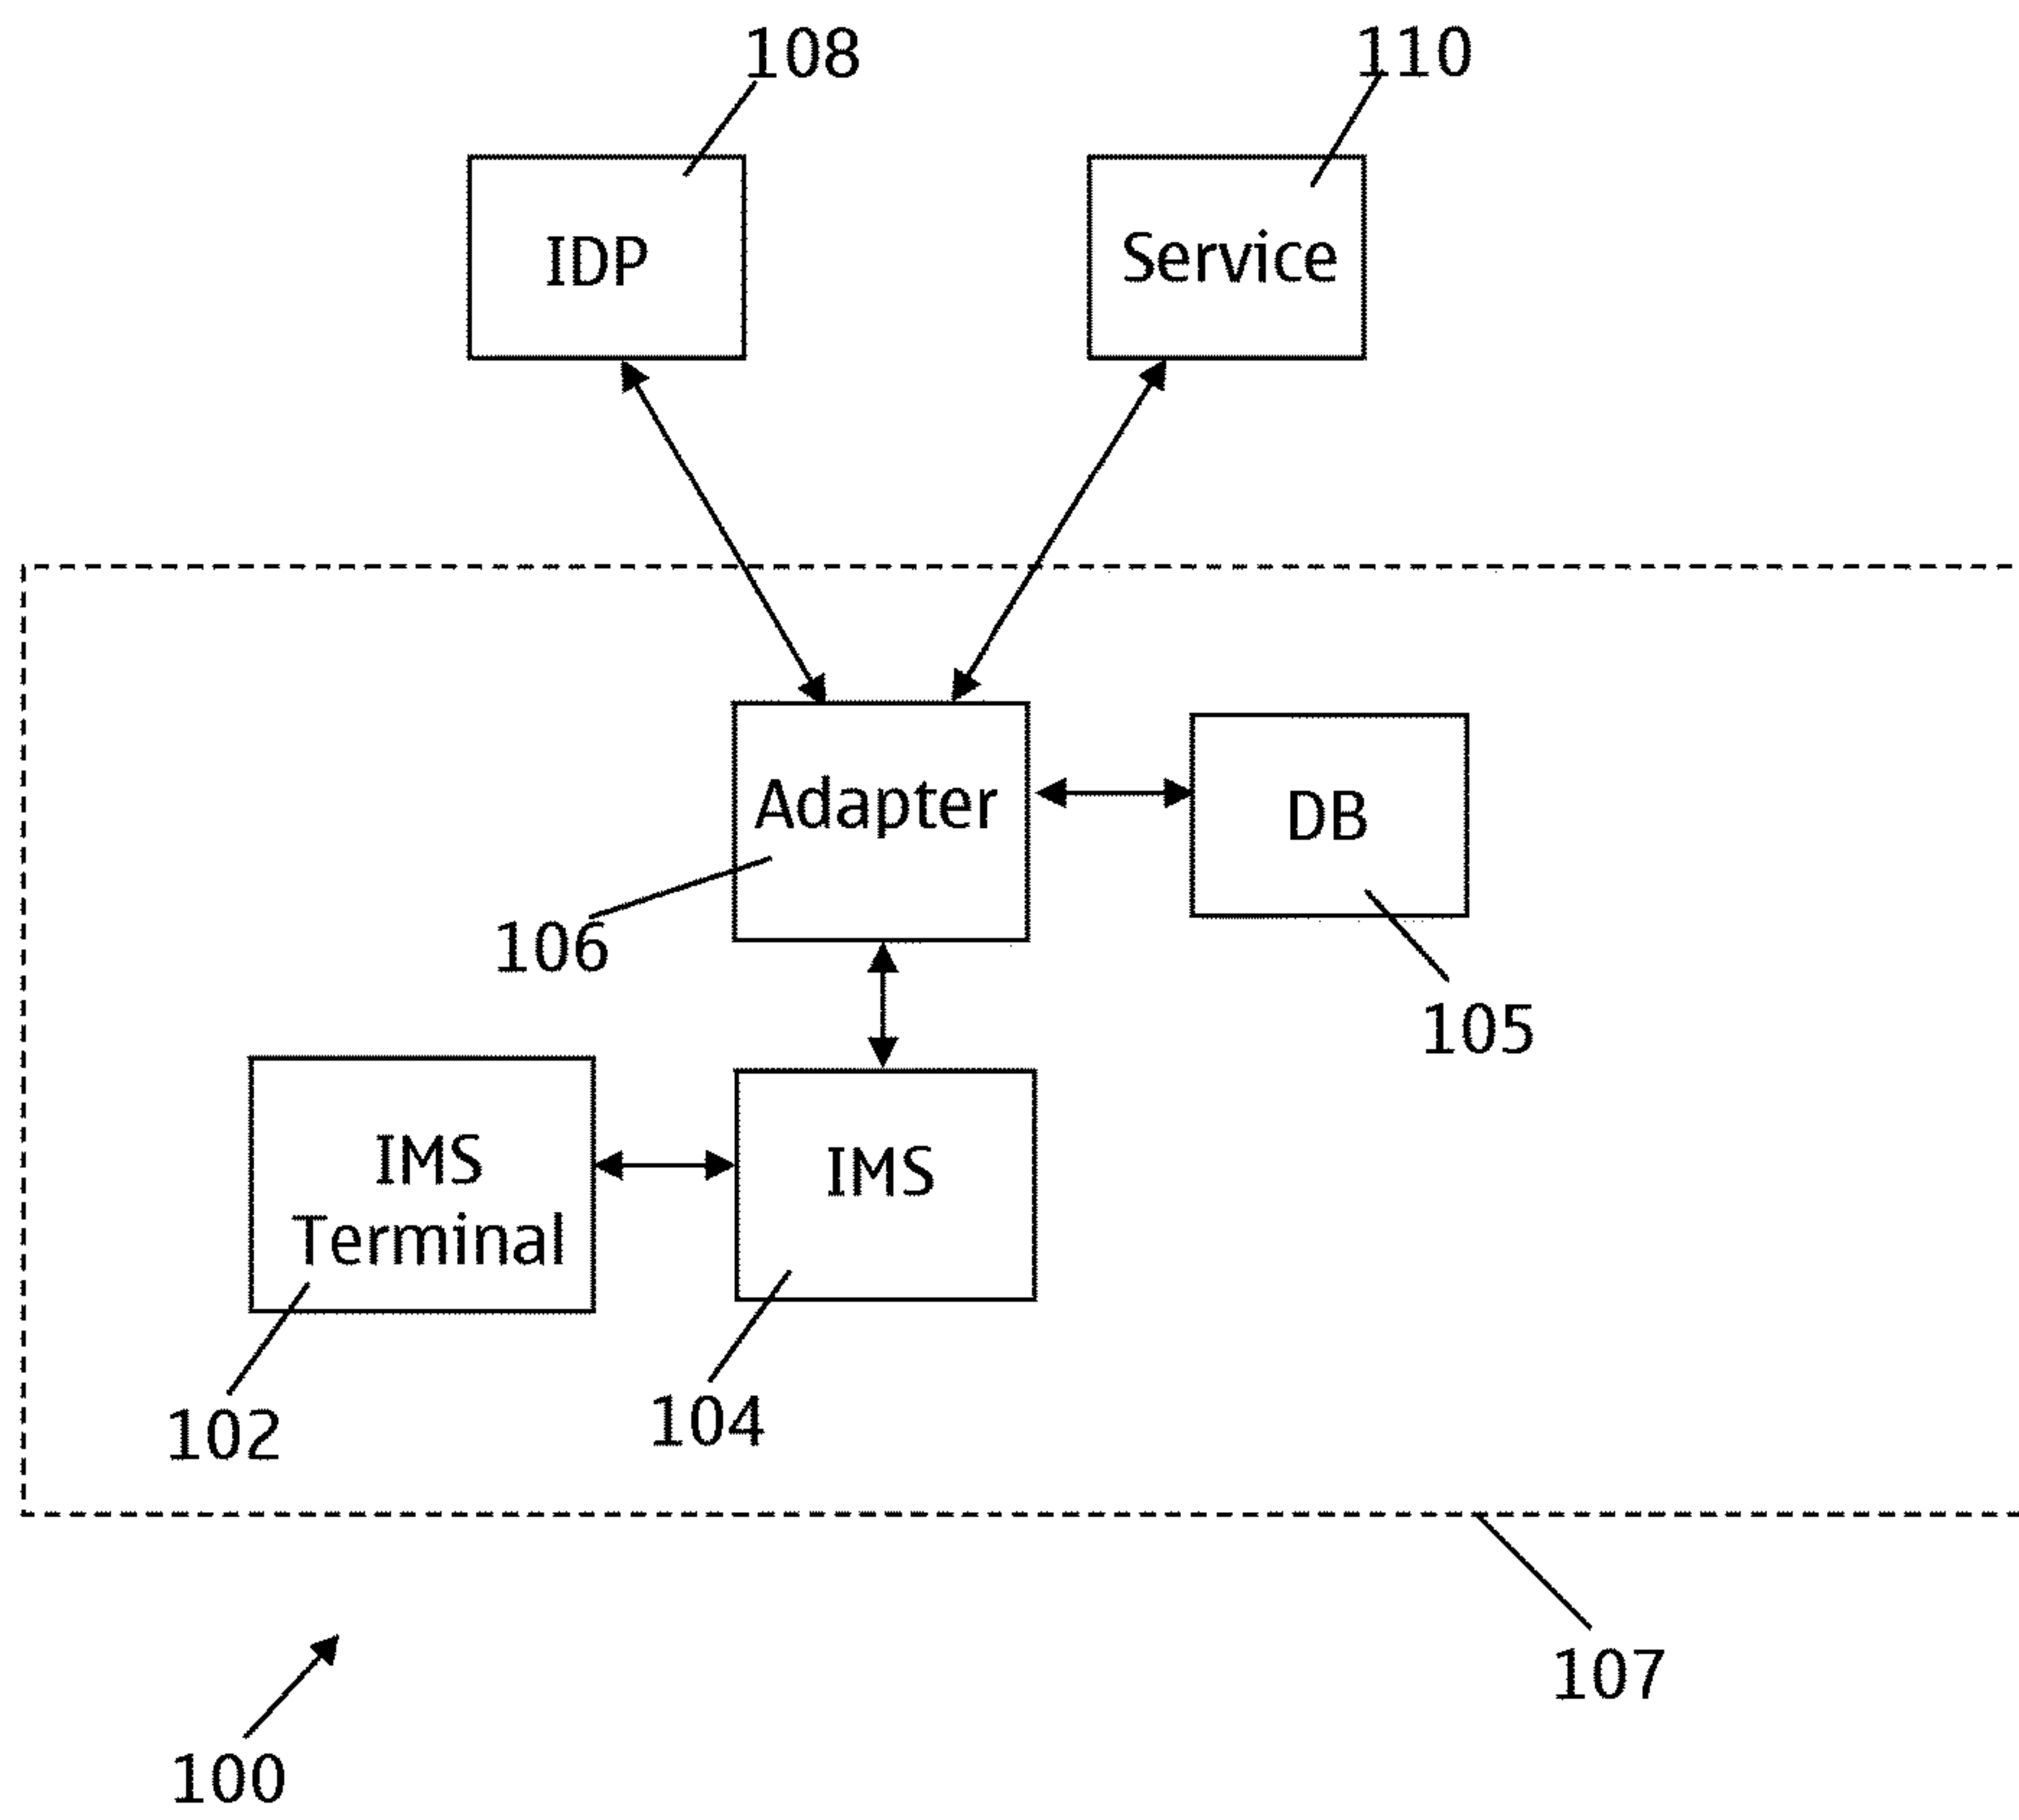 108
110
IDP
Service
Adapter
DB
106
105
IMS
Terminal
IMS
102
104
107
100